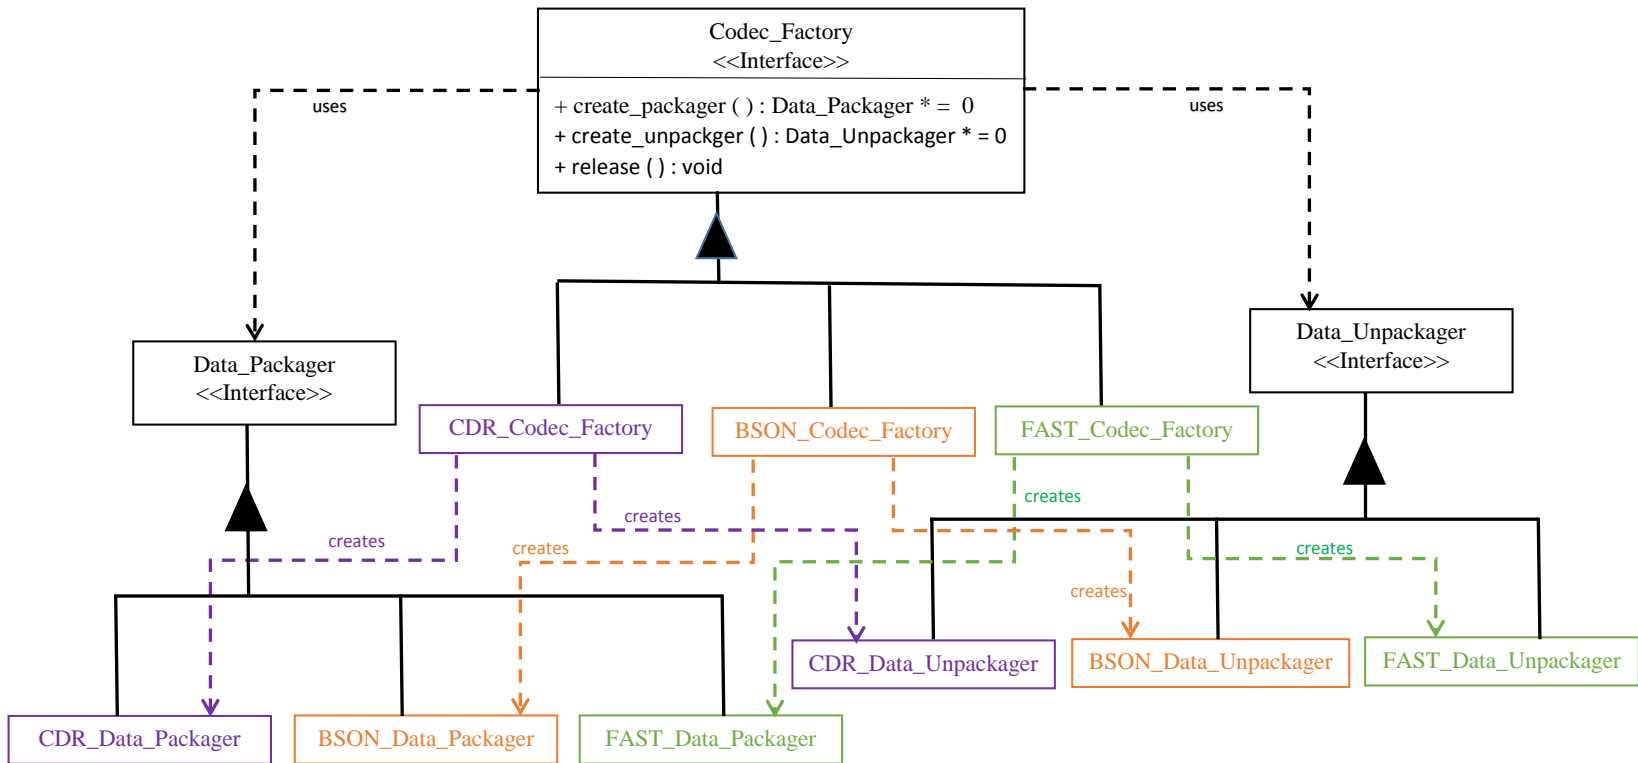 Codec_Factory
<<Interface>>
+ create_packager ( ) : Data_Packager * = 0
+ create_unpackger ( ) : Data_Unpackager * = 0
+ release ( ) : void
uses
uses
Data_Packager
<<Interface>>
Data_Unpackager
<<Interface>>
CDR_Codec_Factory
BSON_Codec_Factory
FAST_Codec_Factory
creates
creates
creates
creates
creates
creates
CDR_Data_Unpackager
BSON_Data_Unpackager
FAST_Data_Unpackager
CDR_Data_Packager
BSON_Data_Packager
FAST_Data_Packager